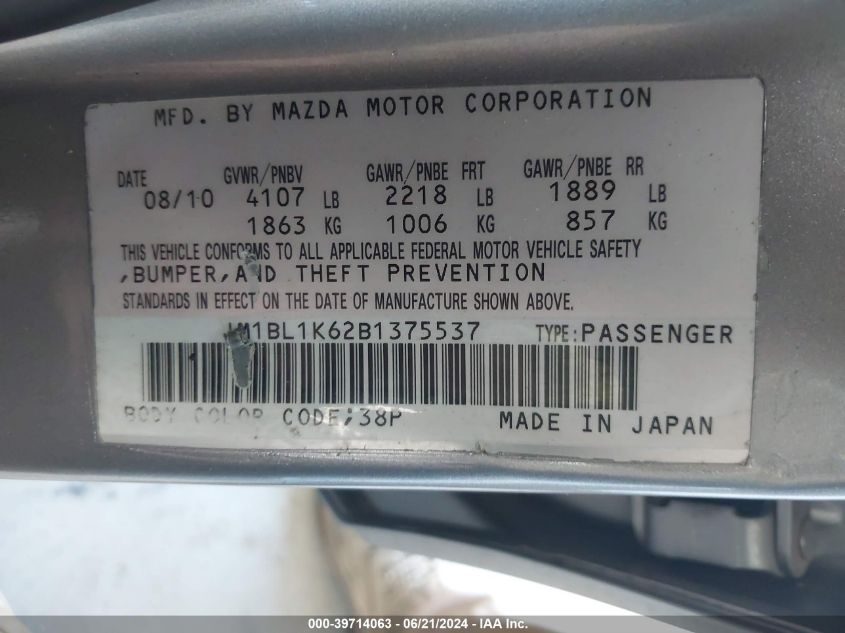 MFD. BY MAZDA MOTOR CORPORATION
DATE GVWR/PNBV GAWR/PNBE FRT GAWR/PNBE RR
08/10 4107 LB 2218 LB 1889 LB
1863 KG 1006 KG 857 KG
THIS VEHICLE CONFORMS TO ALL APPLICABLE FEDERAL MOTOR VEHICLE SAFETY
,BUMPER,AND THEFT PREVENTION
STANDARDS IN EFFECT ON THE DATE OF MANUFACTURE SHOWN ABOVE.
JM1BL1K62B1375537 TYPE:PASSENGER
BODY COLOR CODE;38P MADE IN JAPAN
000-39714063 - 06/21/2024 - IAA Inc.